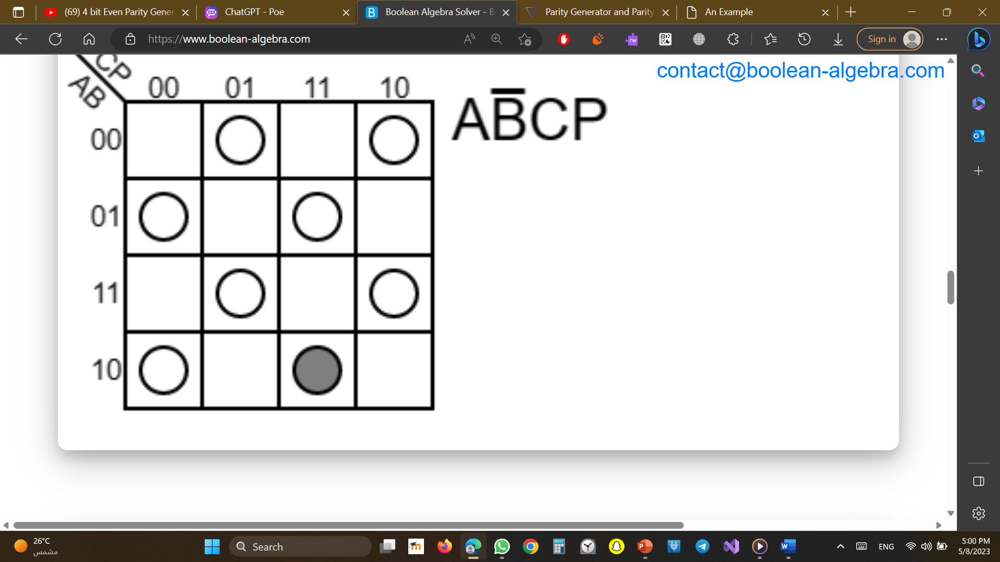 (69) 4 bit Even Parity Gener
ChatGPT - Poe
Boolean Algebra Solver - B
Parity Generator and Parity
An Example
https://www.boolean-algebra.com
Sign in
contact@boolean-algebra.com
CP
AB
00 01 11 10
00
01
11
10
AB̅CP
26°C
مشمس
Search
ENG
5:00 PM
5/8/2023